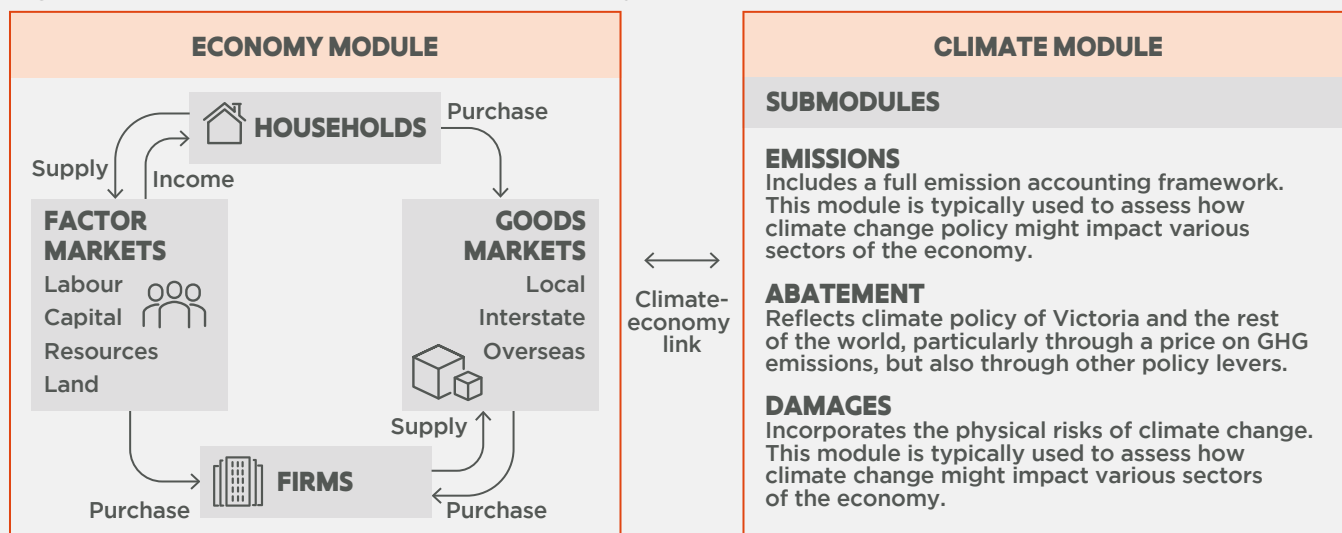 ECONOMY MODULE
HOUSEHOLDS
Purchase
Supply
Income
FACTOR
MARKETS
Labour
Capital
Resources
Land
GOODS
MARKETS
Local
Interstate
Overseas
Supply
FIRMS
Purchase
Purchase
Climate-
economy
link
CLIMATE MODULE
SUBMODULES
EMISSIONS
Includes a full emission accounting framework.
This module is typically used to assess how
climate change policy might impact various
sectors of the economy.
ABATEMENT
Reflects climate policy of Victoria and the rest
of the world, particularly through a price on GHG
emissions, but also through other policy levers.
DAMAGES
Incorporates the physical risks of climate change.
This module is typically used to assess how
climate change might impact various sectors
of the economy.